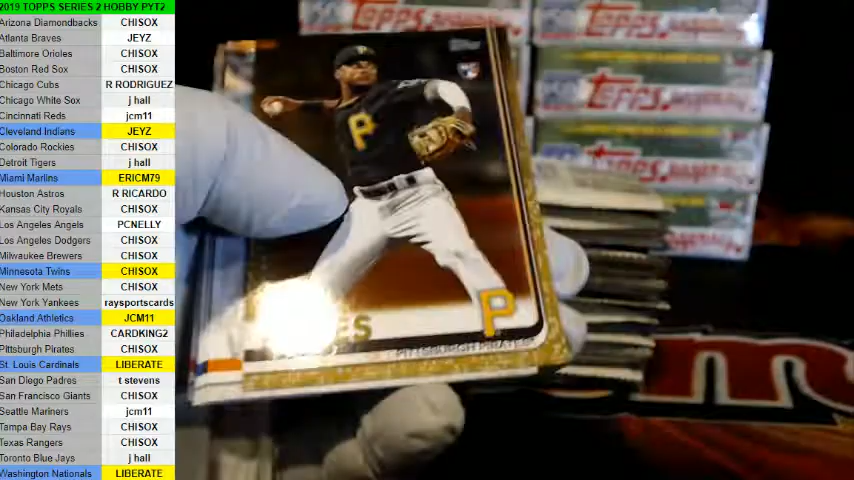 2019 TOPPS SERIES 2 HOBBY PYT2
Arizona Diamondbacks CHISOX
Atlanta Braves JEYZ
Baltimore Orioles CHISOX
Boston Red Sox CHISOX
Chicago Cubs R RODRIGUEZ
Chicago White Sox j hall
Cincinnati Reds jcm11
Cleveland Indians JEYZ
Colorado Rockies CHISOX
Detroit Tigers j hall
Miami Marlins ERICM79
Houston Astros R RICARDO
Kansas City Royals CHISOX
Los Angeles Angels PCNELLY
Los Angeles Dodgers CHISOX
Milwaukee Brewers CHISOX
Minnesota Twins CHISOX
New York Mets CHISOX
New York Yankees raysportscards
Oakland Athletics JCM11
Philadelphia Phillies CARDKING2
Pittsburgh Pirates CHISOX
St. Louis Cardinals LIBERATE
San Diego Padres t stevens
San Francisco Giants CHISOX
Seattle Mariners jcm11
Tampa Bay Rays CHISOX
Texas Rangers CHISOX
Toronto Blue Jays j hall
Washington Nationals LIBERATE
Topps
P
P
PITTSBURGH PIRATES
Topps
Topps
Topps
Topps